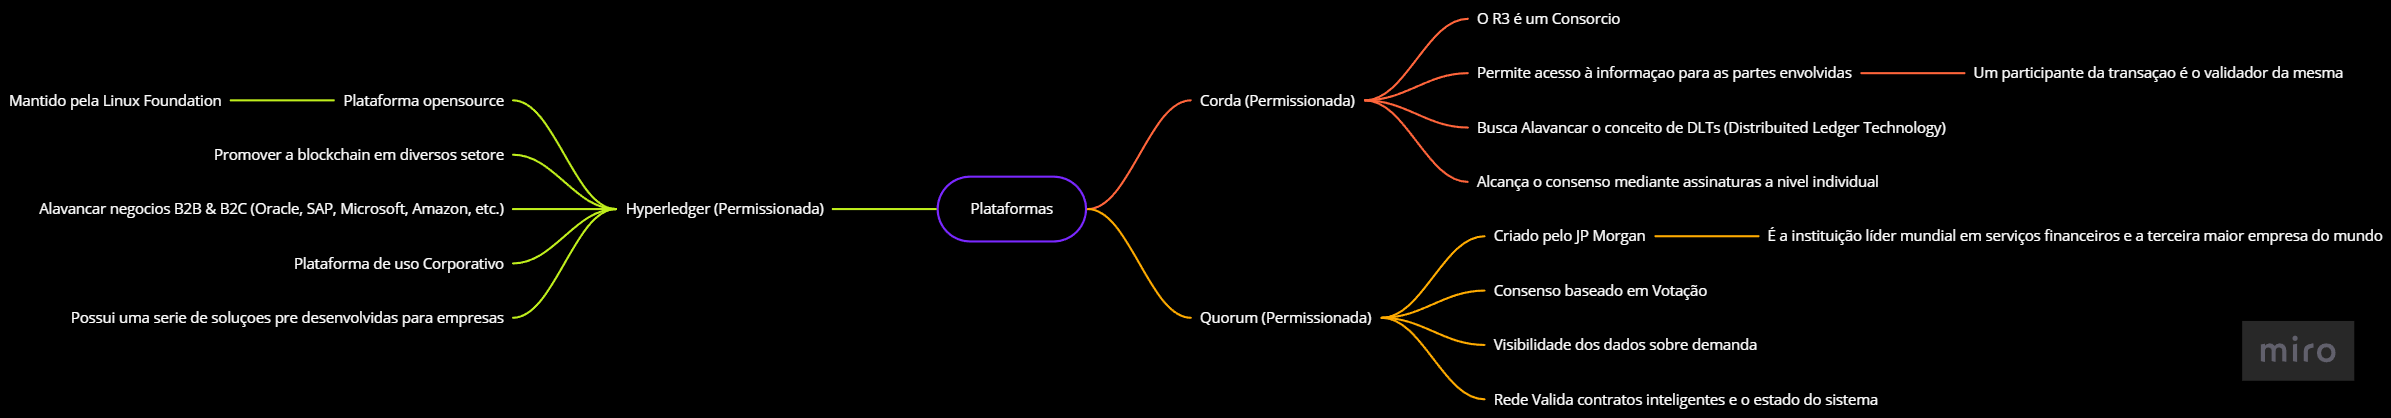 Plataformas
Hyperledger (Permissionada)
Plataforma opensource
Mantido pela Linux Foundation
Promover a blockchain em diversos setore
Alavancar negocios B2B & B2C (Oracle, SAP, Microsoft, Amazon, etc.)
Plataforma de uso Corporativo
Possui uma serie de soluçoes pre desenvolvidas para empresas
Corda (Permissionada)
O R3 é um Consorcio
Permite acesso à informaçao para as partes envolvidas
Um participante da transaçao é o validador da mesma
Busca Alavancar o conceito de DLTs (Distribuited Ledger Technology)
Alcança o consenso mediante assinaturas a nivel individual
Quorum (Permissionada)
Criado pelo JP Morgan
É a instituição líder mundial em serviços financeiros e a terceira maior empresa do mundo
Consenso baseado em Votação
Visibilidade dos dados sobre demanda
Rede Valida contratos inteligentes e o estado do sistema
miro